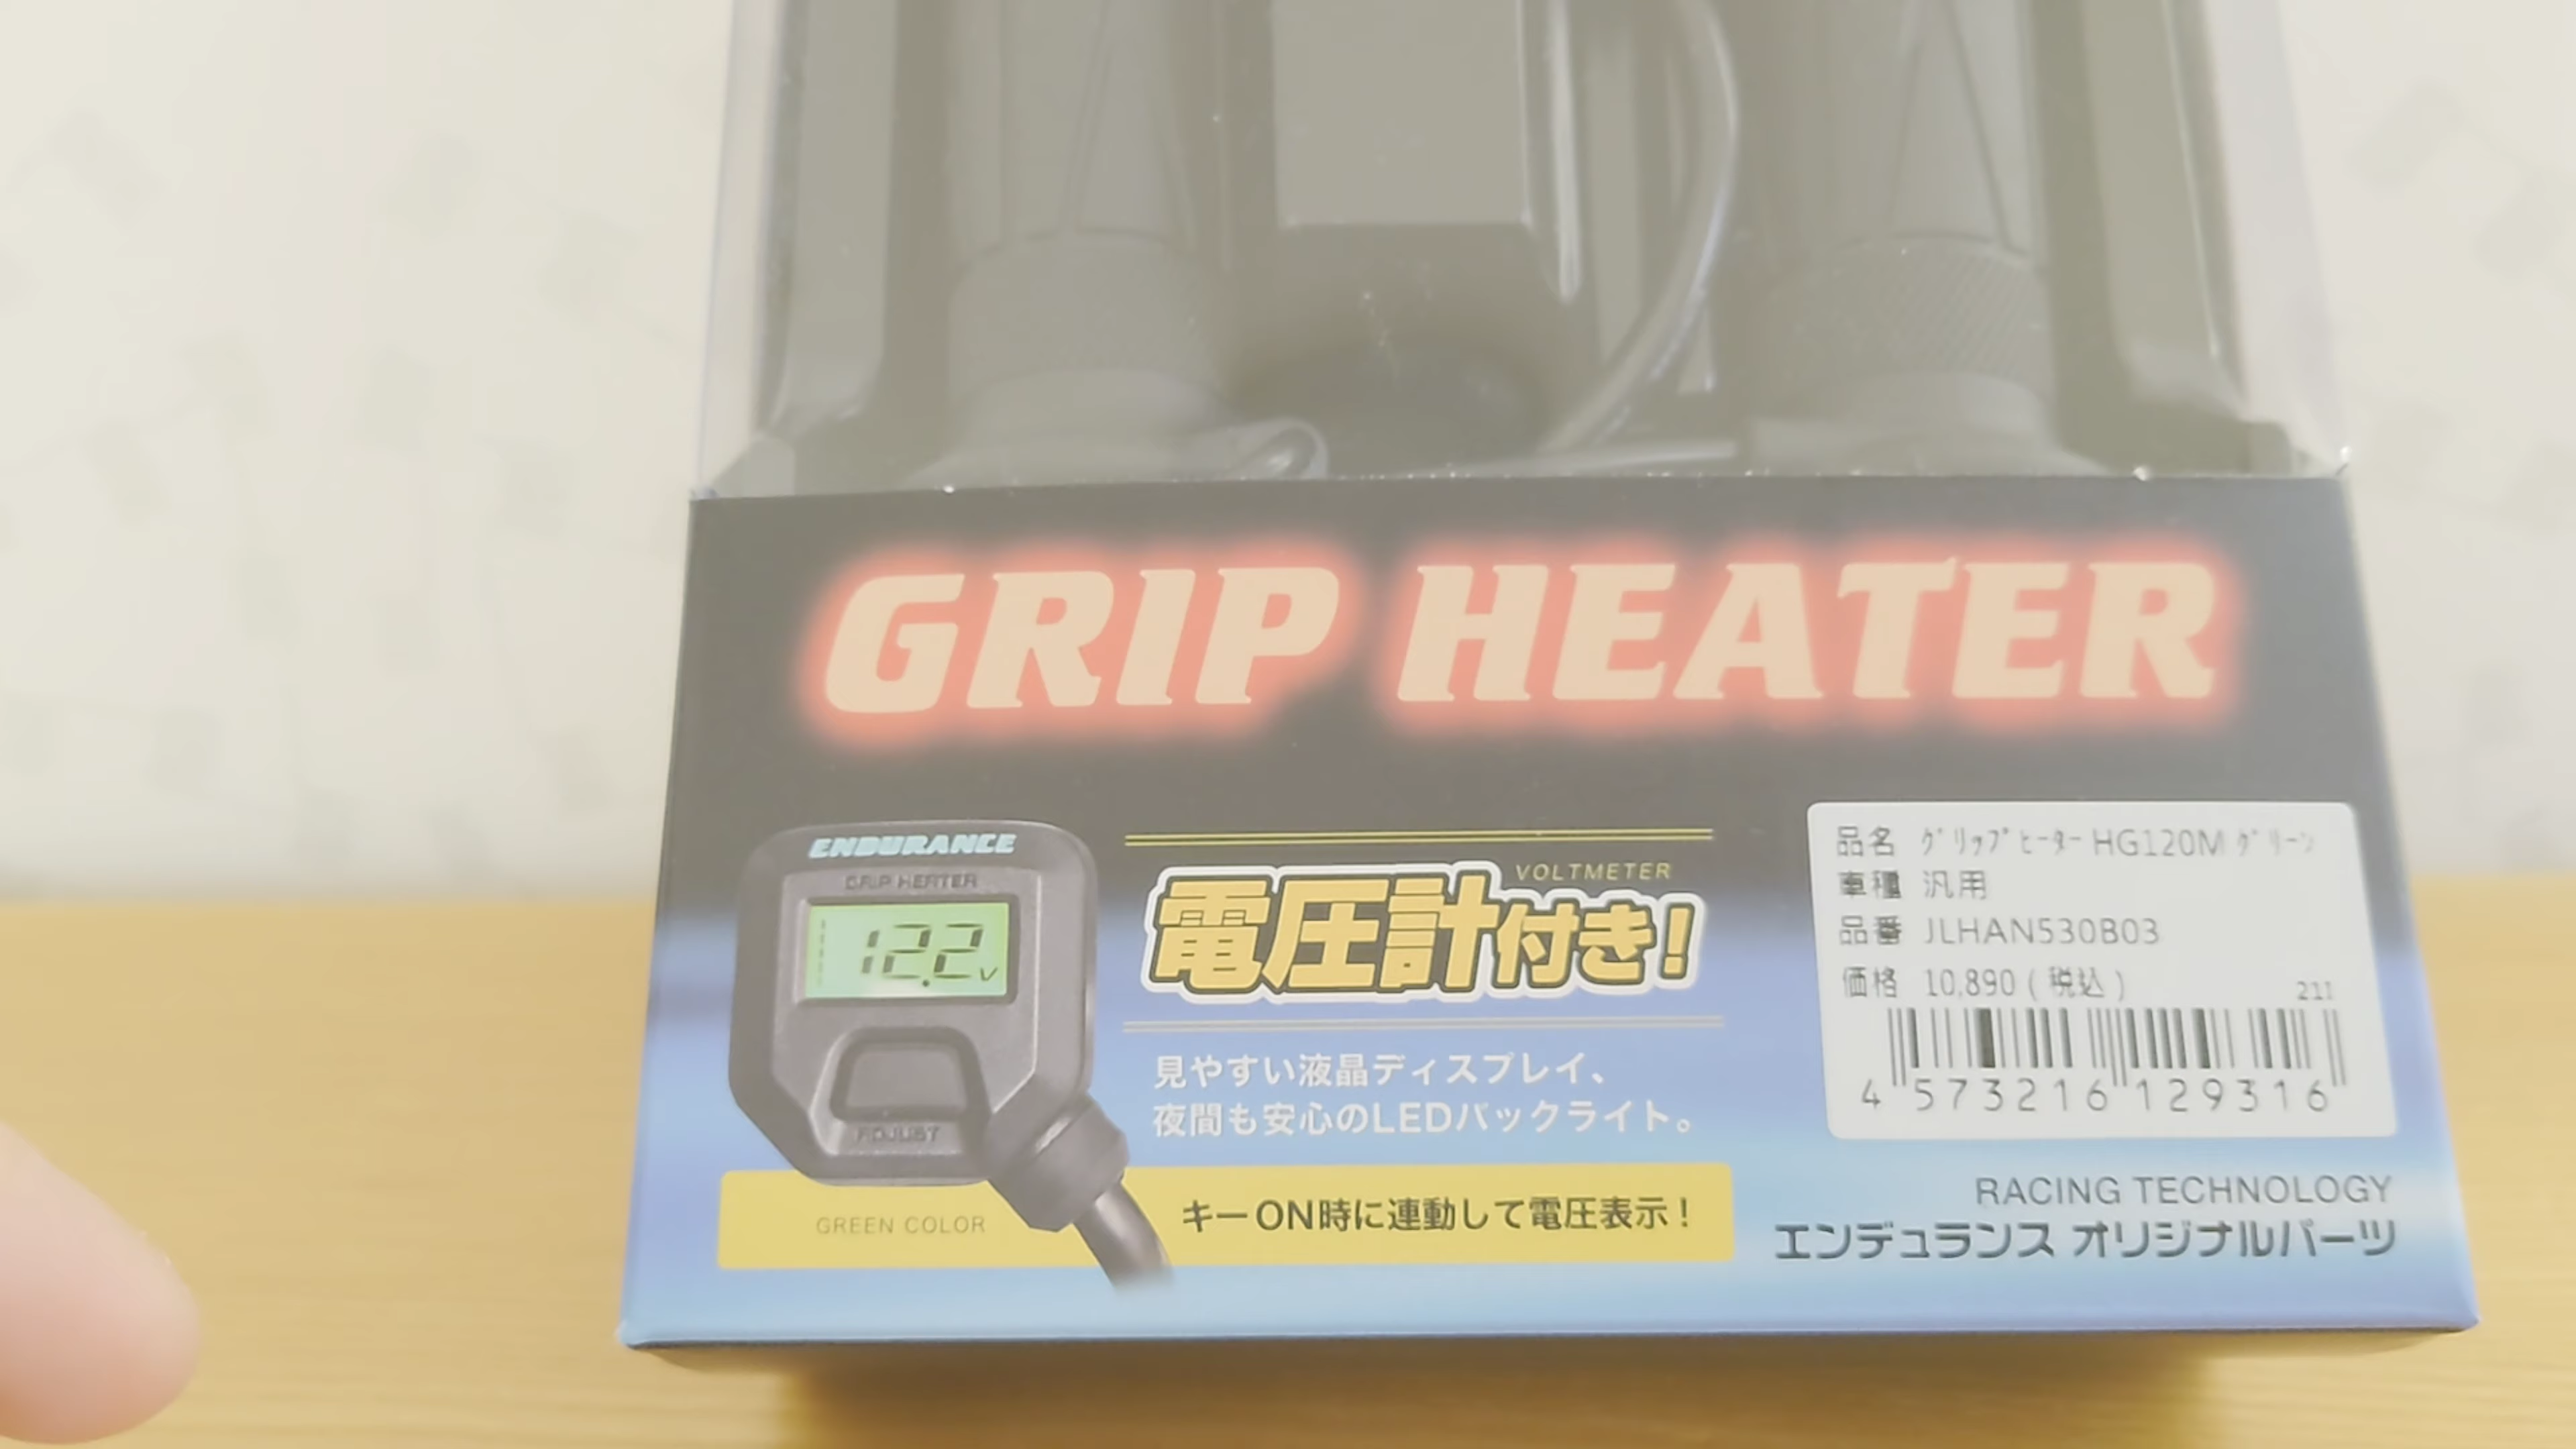 GRIP HEATER
ENDURANCE
GRIP HEATER
12.2V
ADJUST
VOLTMETER
電圧計付き!
見やすい液晶ディスプレイ、
夜間も安心のLEDバックライト。
GREEN COLOR
キーON時に連動して電圧表示!
品名 グリップヒーター HG120M グリーン
車種 汎用
品番 JLHAN530B03
価格 10,890(税込)
211
4 573216 129316
RACING TECHNOLOGY
エンデュランス オリジナルパーツ